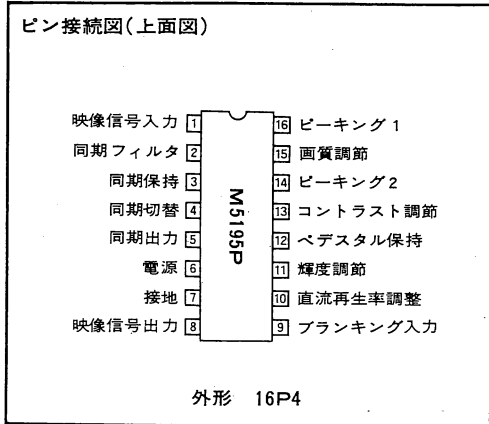 ピン接続図(上面図)
映像信号入力 1
同期フィルタ 2
同期保持 3
同期切替 4
同期出力 5
電源 6
接地 7
映像信号出力 8
M5195P
16 ピーキング1
15 画質調節
14 ピーキング2
13 コントラスト調節
12 ペデスタル保持
11 輝度調節
10 直流再生率調整
9 ブランキング入力
外形 16P4